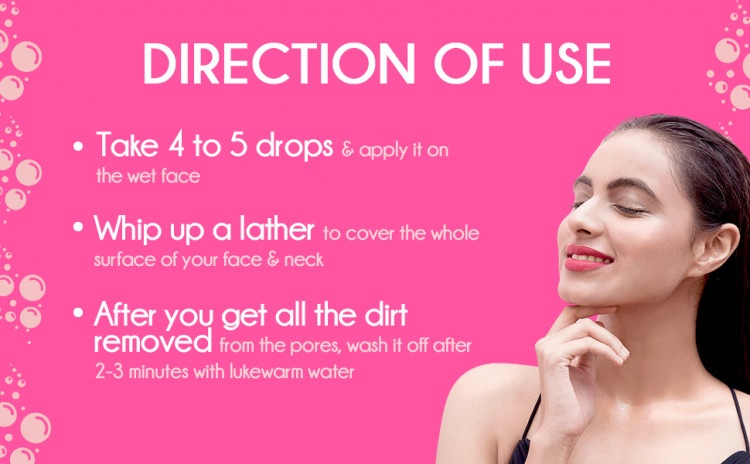 DIRECTION OF USE
• Take 4 to 5 drops & apply it on
the wet face
• Whip up a lather to cover the whole
surface of your face & neck
• After you get all the dirt
removed from the pores, wash it off after
2-3 minutes with lukewarm water